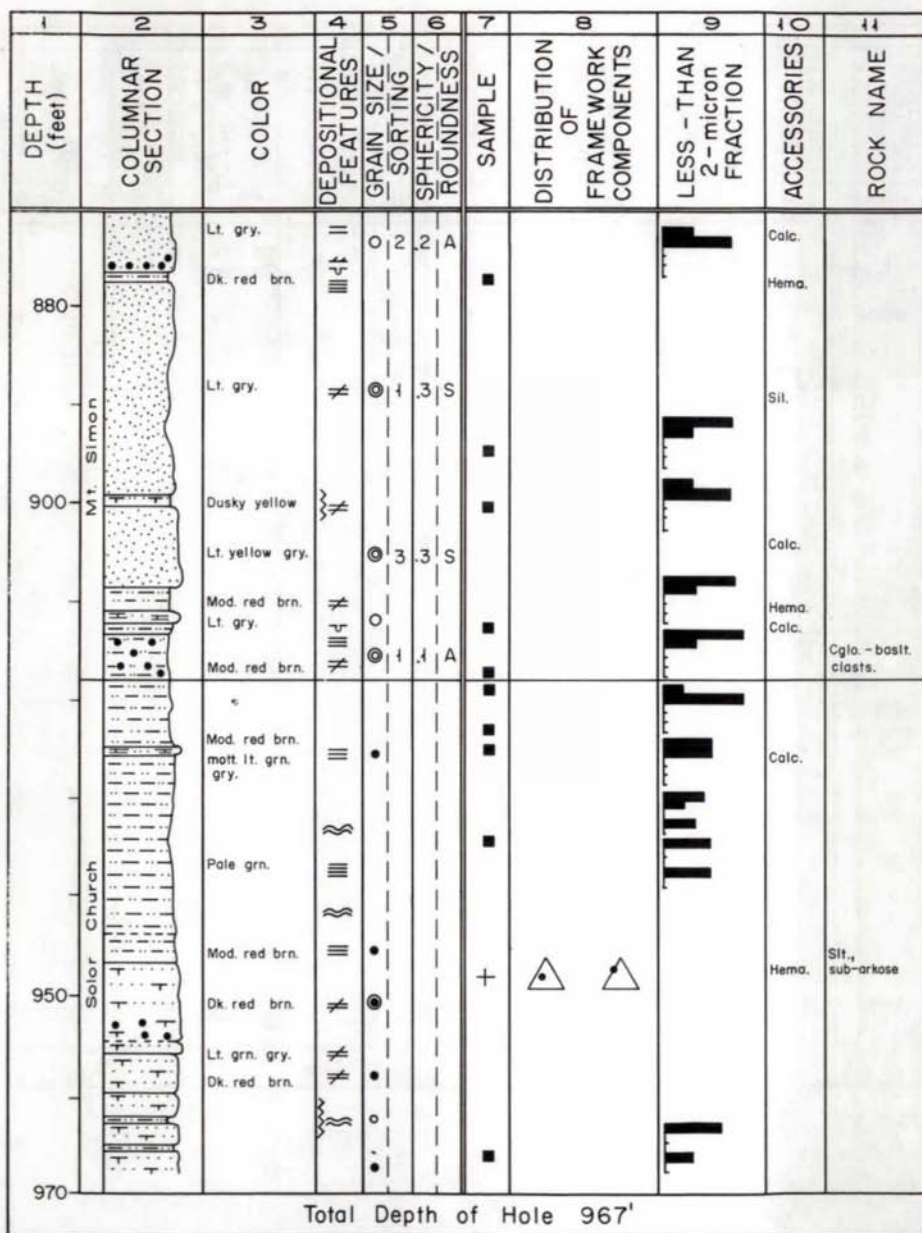 1 2 3 4 5 6 7 8 9 10 11
DEPTH (feet)
COLUMNAR SECTION
COLOR
DEPOSITIONAL FEATURES
GRAIN SIZE / SORTING
SPHERICITY / ROUNDNESS
SAMPLE
DISTRIBUTION OF FRAMEWORK COMPONENTS
LESS-THAN 2-micron FRACTION
ACCESSORIES
ROCK NAME
Lt. gry. 2 .2 A Calc.
Dk. red brn. Hema.
880
Lt. gry. 1 .3 S Sil.
Mt. Simon
900 Dusky yellow
Lt. yellow gry. 3 .3 S Calc.
Mod. red brn. Hema.
Lt. gry. Calc.
1 .1 A Cglo.-baslt.
Mod. red brn. clasts.
Mod. red brn.
mott. lt. grn. Calc.
gry.
Pale grn.
Solor Church
Mod. red brn. Slt.,
Hema. sub-arkose
950 Dk. red brn.
Lt. grn. gry.
Dk. red brn.
970
Total Depth of Hole 967'